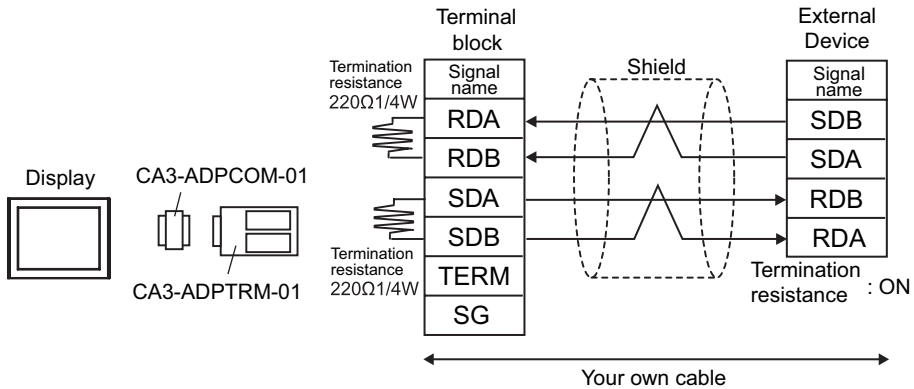 Display
CA3-ADPCOM-01
CA3-ADPTRM-01
Terminal
block
Termination
resistance
220Ω1/4W
Signal
name
RDA
RDB
SDA
SDB
TERM
SG
Termination
resistance
220Ω1/4W
Shield
External
Device
Signal
name
SDB
SDA
RDB
RDA
Termination
resistance : ON
Your own cable